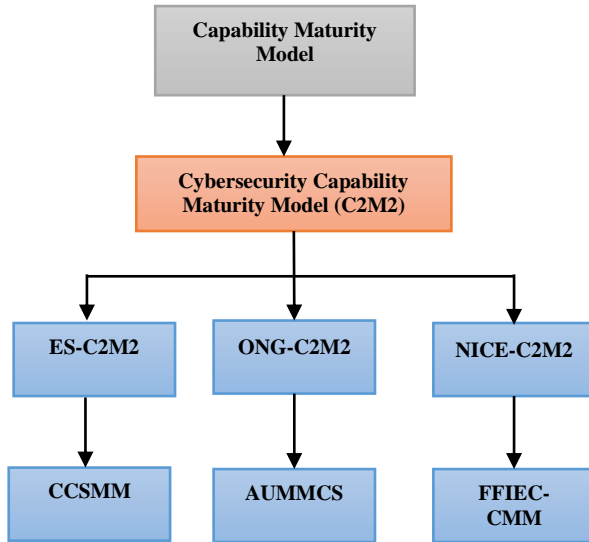 Capability Maturity
Model
Cybersecurity Capability
Maturity Model (C2M2)
ES-C2M2
ONG-C2M2
NICE-C2M2
CCSMM
AUMMCS
FFIEC-
CMM